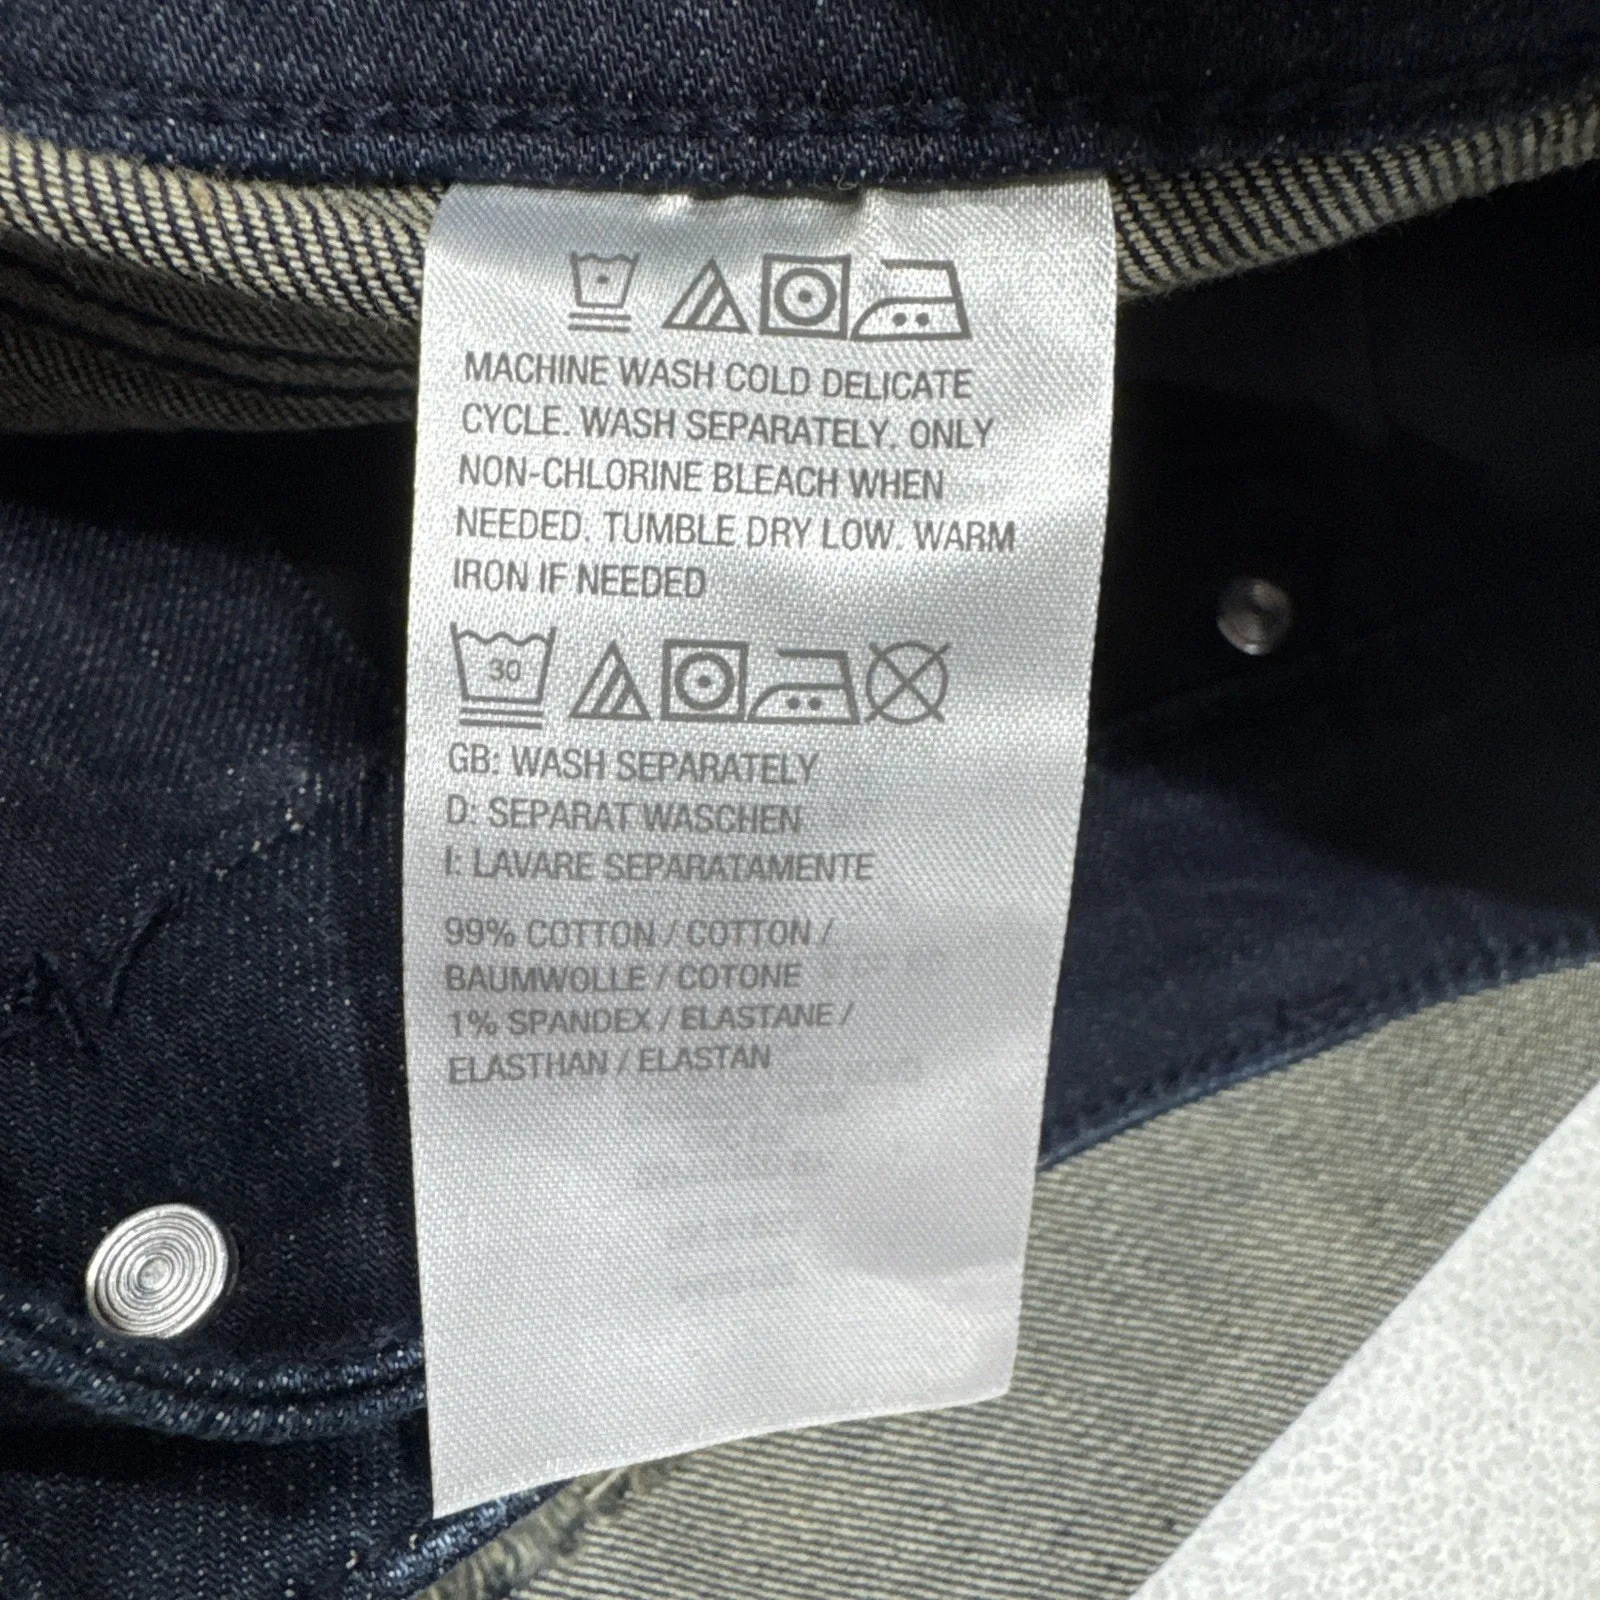 MACHINE WASH COLD DELICATE
CYCLE. WASH SEPARATELY. ONLY
NON-CHLORINE BLEACH WHEN
NEEDED. TUMBLE DRY LOW. WARM
IRON IF NEEDED
30
GB: WASH SEPARATELY
D: SEPARAT WASCHEN
I: LAVARE SEPARATAMENTE
99% COTTON / COTTON /
BAUMWOLLE / COTONE
1% SPANDEX / ELASTANE /
ELASTHAN / ELASTAN